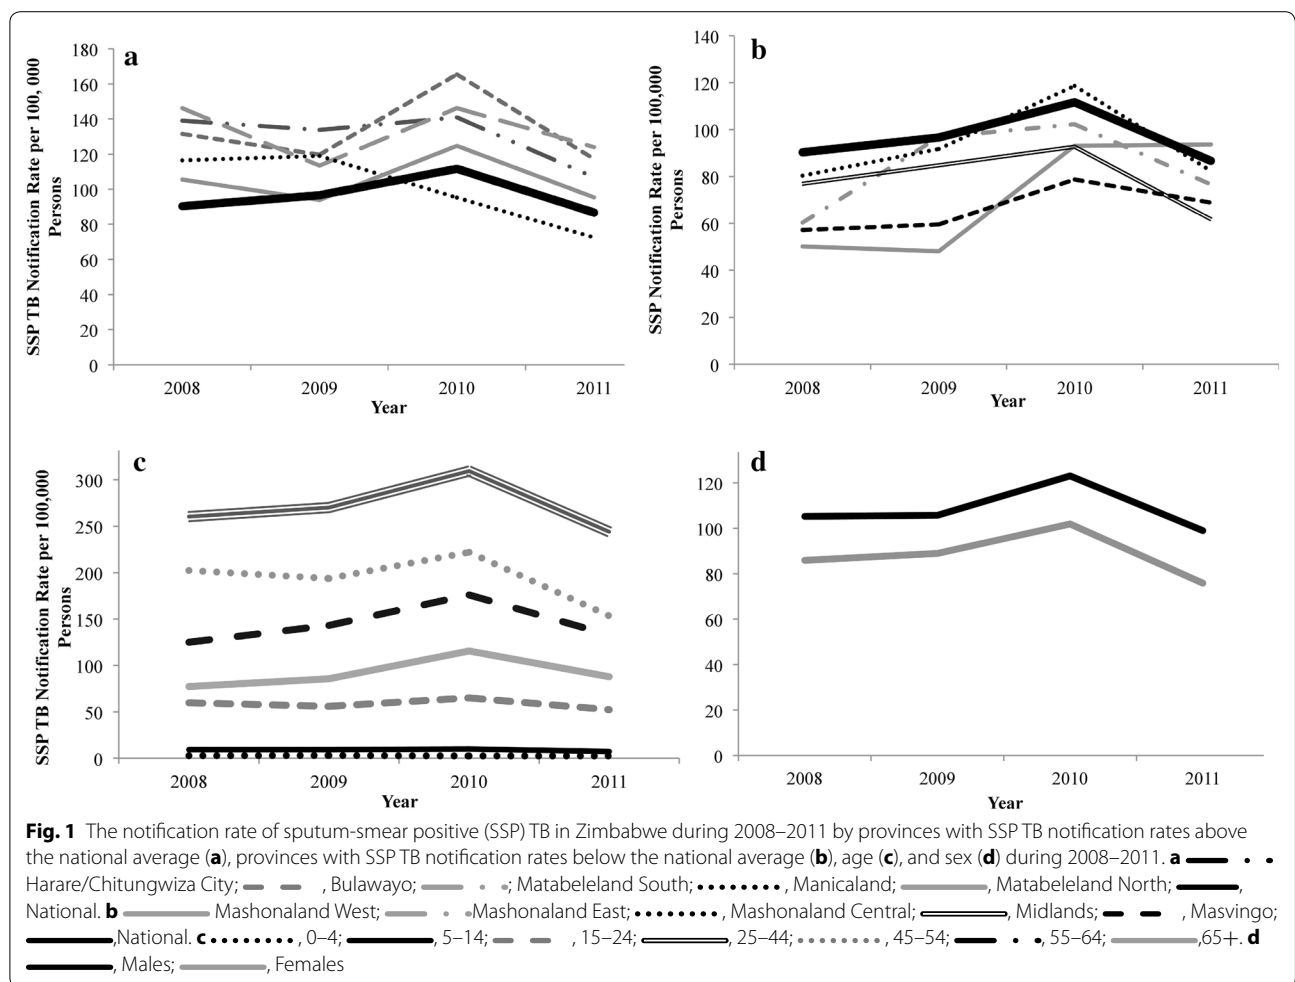 a
SSP TB Notification Rate per 100, 000
Persons
180
160
140
120
100
80
60
40
20
0
2008 2009 2010 2011
Year
b
SSP Notification Rate per 100,000
Persons
140
120
100
80
60
40
20
0
2008 2009 2010 2011
Year
c
SSP TB Notification Rate per 100,000
Persons
300
250
200
150
100
50
0
2008 2009 2010 2011
Year
d
120
100
80
60
40
20
0
2008 2009 2010 2011
Year
Fig. 1 The notification rate of sputum-smear positive (SSP) TB in Zimbabwe during 2008–2011 by provinces with SSP TB notification rates above
the national average (a), provinces with SSP TB notification rates below the national average (b), age (c), and sex (d) during 2008–2011. a
Harare/Chitungwiza City; , Bulawayo; ; Matabeleland South; , Manicaland; , Matabeleland North; ,
National. b Mashonaland West; Mashonaland East; , Mashonaland Central; , Midlands; , Masvingo;
,National. c , 0–4; , 5–14; , 15–24; , 25–44; , 45–54; , 55–64; ,65+. d
, Males; , Females